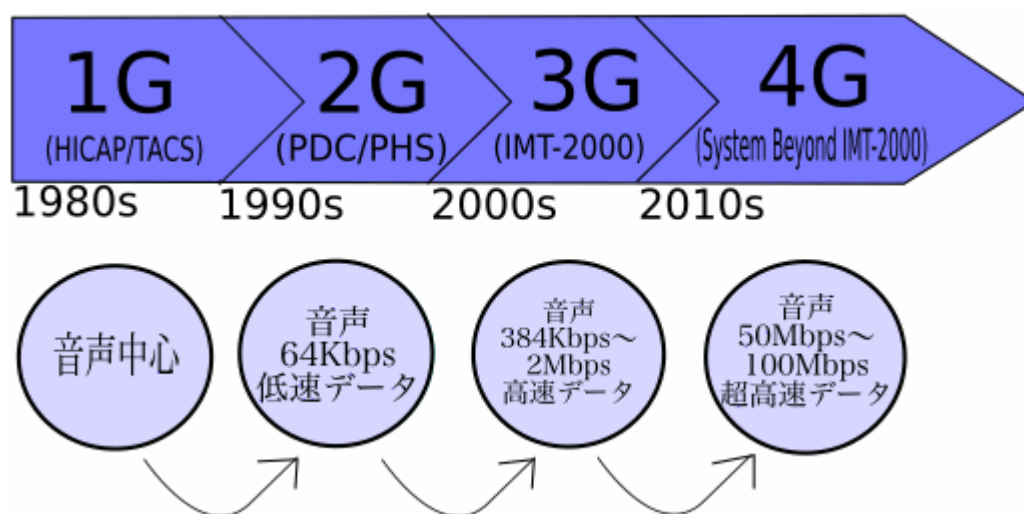 1G
(HICAP/TACS)
2G
(PDC/PHS)
3G
(IMT-2000)
4G
(System Beyond IMT-2000)
1980s
1990s
2000s
2010s
音声中心
音声
64Kbps
低速データ
音声
384Kbps～
2Mbps
高速データ
音声
50Mbps～
100Mbps
超高速データ